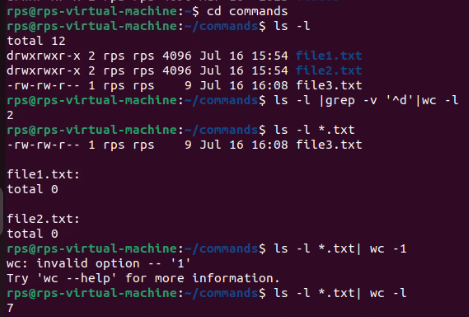 rps@rps-virtual-machine:~$ cd commands
rps@rps-virtual-machine:~/commands$ ls -l
total 12
drwxrwxr-x 2 rps rps 4096 Jul 16 15:54 file1.txt
drwxrwxr-x 2 rps rps 4096 Jul 16 15:54 file2.txt
-rw-rw-r-- 1 rps rps    9 Jul 16 16:08 file3.txt
rps@rps-virtual-machine:~/commands$ ls -l |grep -v '^d'|wc -l
2
rps@rps-virtual-machine:~/commands$ ls -l *.txt
-rw-rw-r-- 1 rps rps    9 Jul 16 16:08 file3.txt

file1.txt:
total 0

file2.txt:
total 0
rps@rps-virtual-machine:~/commands$ ls -l *.txt| wc -1
wc: invalid option -- '1'
Try 'wc --help' for more information.
rps@rps-virtual-machine:~/commands$ ls -l *.txt| wc -l
7